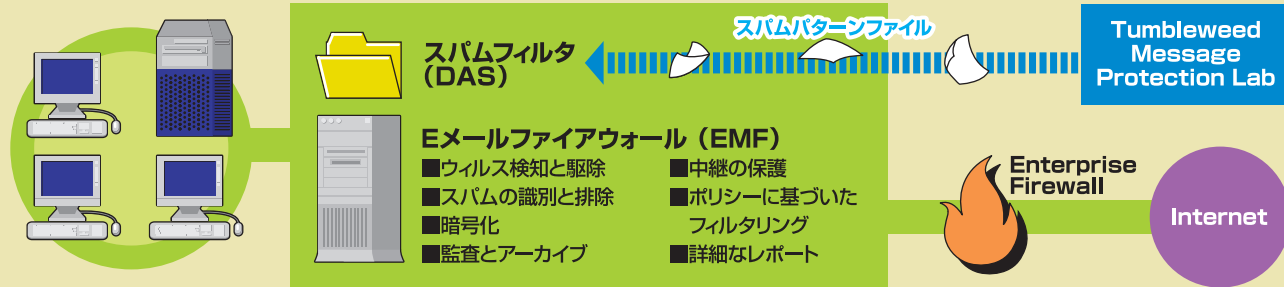 スパムフィルタ
(DAS)
スパムパターンファイル
Tumbleweed
Message
Protection Lab
Eメールファイアウォール（EMF）
■ウィルス検知と駆除
■スパムの識別と排除
■暗号化
■監査とアーカイブ
■中継の保護
■ポリシーに基づいた
フィルタリング
■詳細なレポート
Enterprise
Firewall
Internet